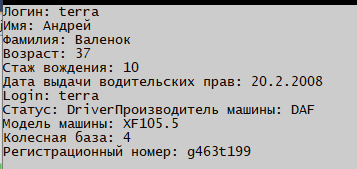 Логин: terra
Имя: Андрей
Фамилия: Валенок
Возраст: 37
Стаж вождения: 10
Дата выдачи водительских прав: 20.2.2008
Login: terra
Статус: DriverПроизводитель машины: DAF
Модель машины: XF105.5
Колесная база: 4
Регистрационный номер: g463t199